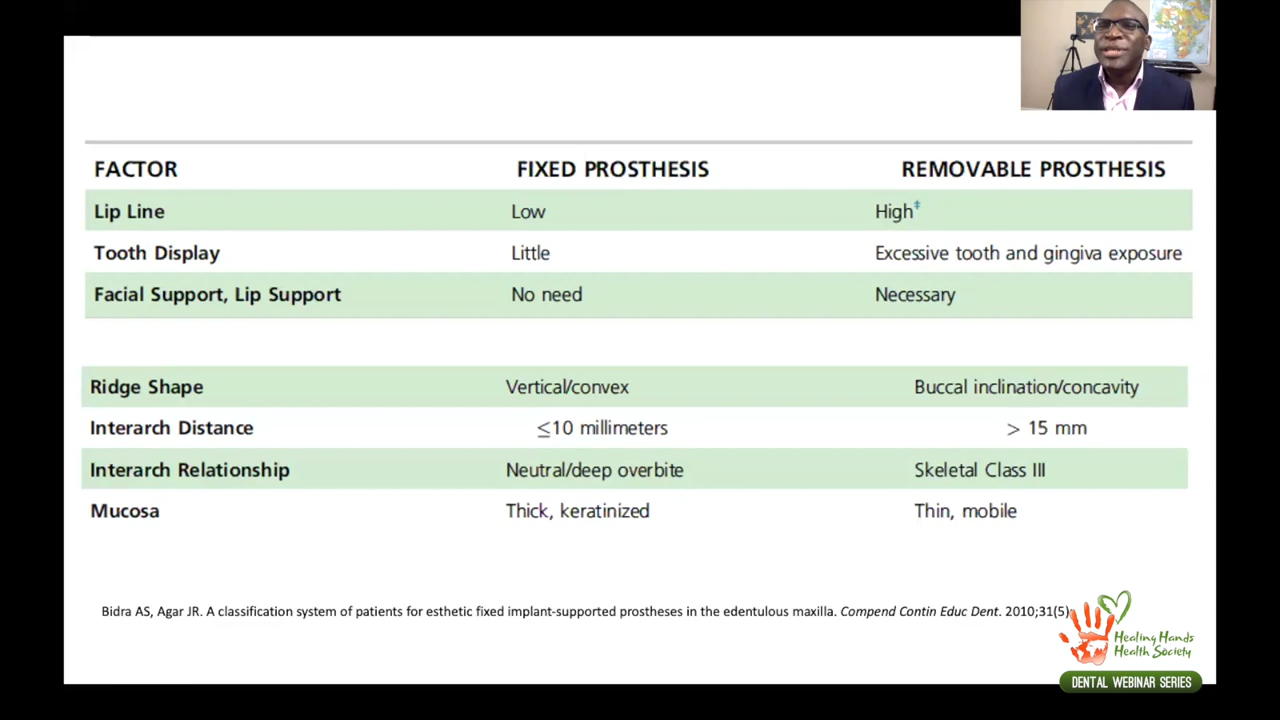 FACTOR FIXED PROSTHESIS REMOVABLE PROSTHESIS
Lip Line Low High‡
Tooth Display Little Excessive tooth and gingiva exposure
Facial Support, Lip Support No need Necessary
Ridge Shape Vertical/convex Buccal inclination/concavity
Interarch Distance ≤10 millimeters > 15 mm
Interarch Relationship Neutral/deep overbite Skeletal Class III
Mucosa Thick, keratinized Thin, mobile
Bidra AS, Agar JR. A classification system of patients for esthetic fixed implant-supported prostheses in the edentulous maxilla. Compend Contin Educ Dent. 2010;31(5):
Healing Hands
Health Society
DENTAL WEBINAR SERIES